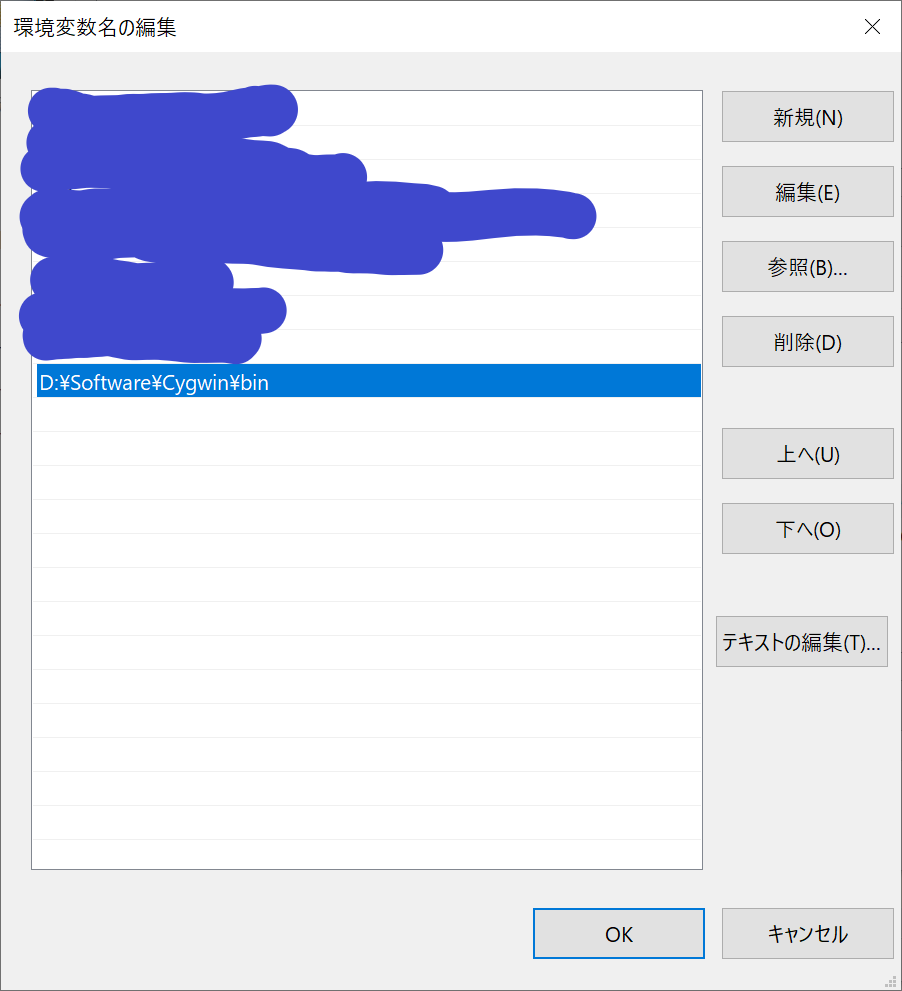 環境変数名の編集
新規(N)
編集(E)
参照(B)...
削除(D)
D:¥Software¥Cygwin¥bin
上へ(U)
下へ(O)
テキストの編集(T)...
OK
キャンセル